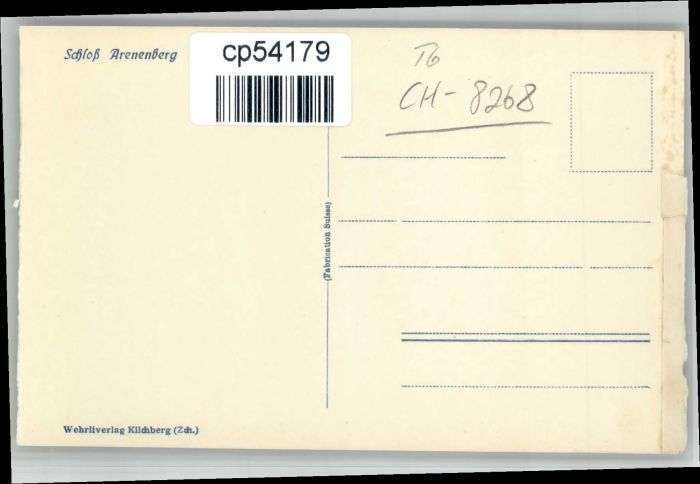 Schloß Arenenberg
cp54179
TG
CH-8268
(Fabrication Suisse)
Wehrliverlag Kilchberg (Zch.)